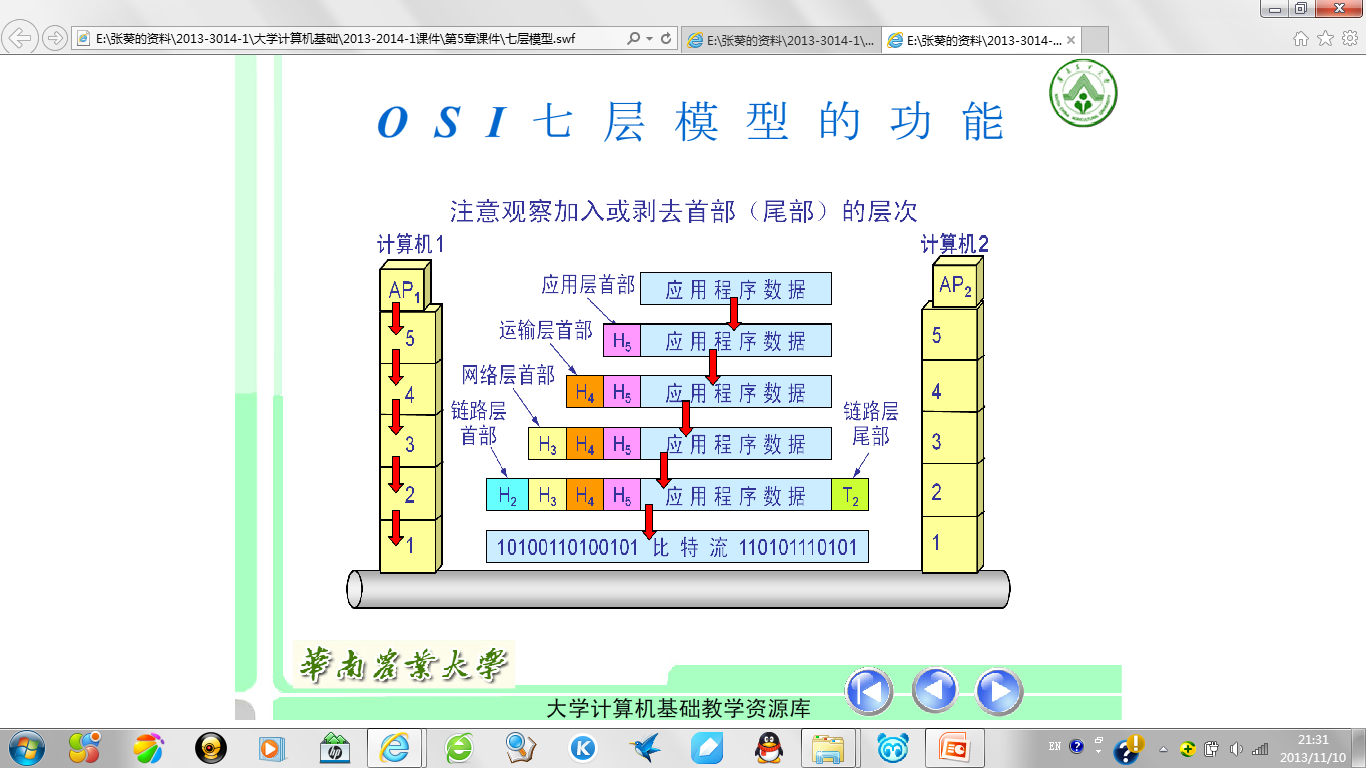 E:\张葵的资料\2013-3014-1\大学计算机基础\2013-2014-1课件\第5章课件\七层模型.swf
E:\张葵的资料\2013-3014-1\...
E:\张葵的资料\2013-3014-...
OSI七层模型的功能
注意观察加入或剥去首部（尾部）的层次
计算机1
计算机2
AP1
AP2
应用层首部
应用程序数据
5
运输层首部
H5 应用程序数据
5
4
网络层首部
H4 H5 应用程序数据
4
3
链路层
首部
H3 H4 H5 应用程序数据
链路层
尾部
3
2
H2 H3 H4 H5 应用程序数据 T2
2
1
10100110100101 比特流 110101110101
1
華南农业大学
大学计算机基础教学资源库
EN
21:31
2013/11/10